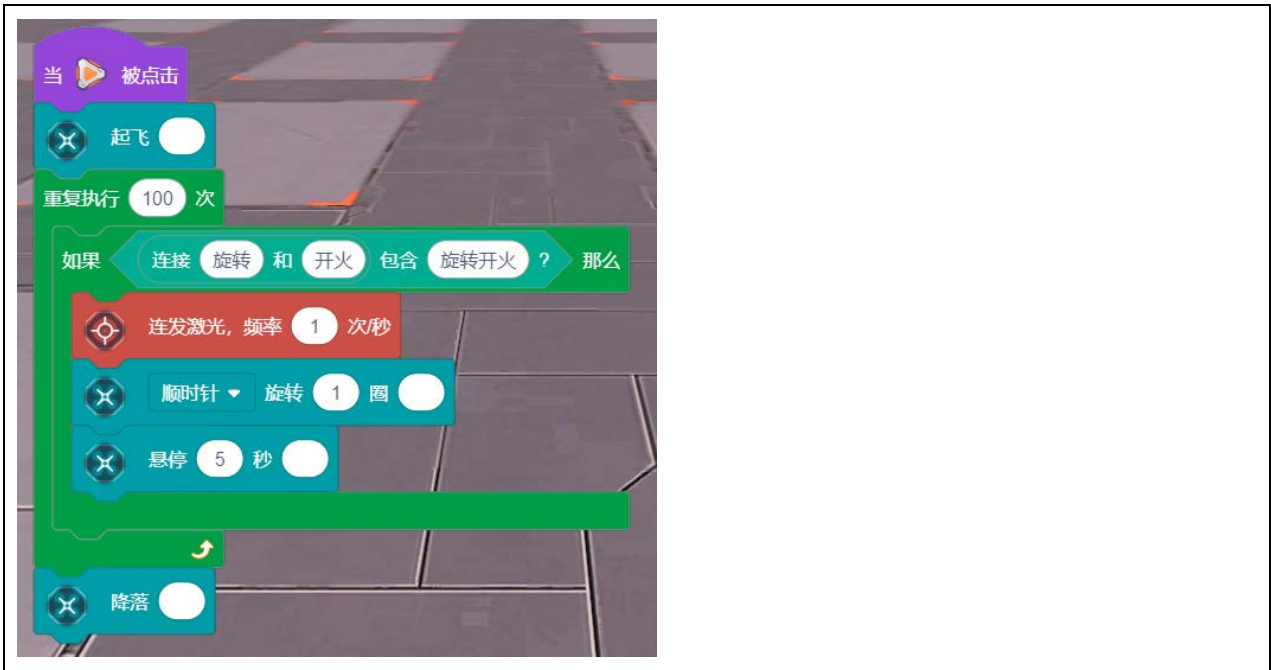 当 被点击
起飞
重复执行 100 次
如果 连接 旋转 和 开火 包含 旋转开火 ? 那么
连发激光，频率 1 次/秒
顺时针 旋转 1 圈
悬停 5 秒
降落